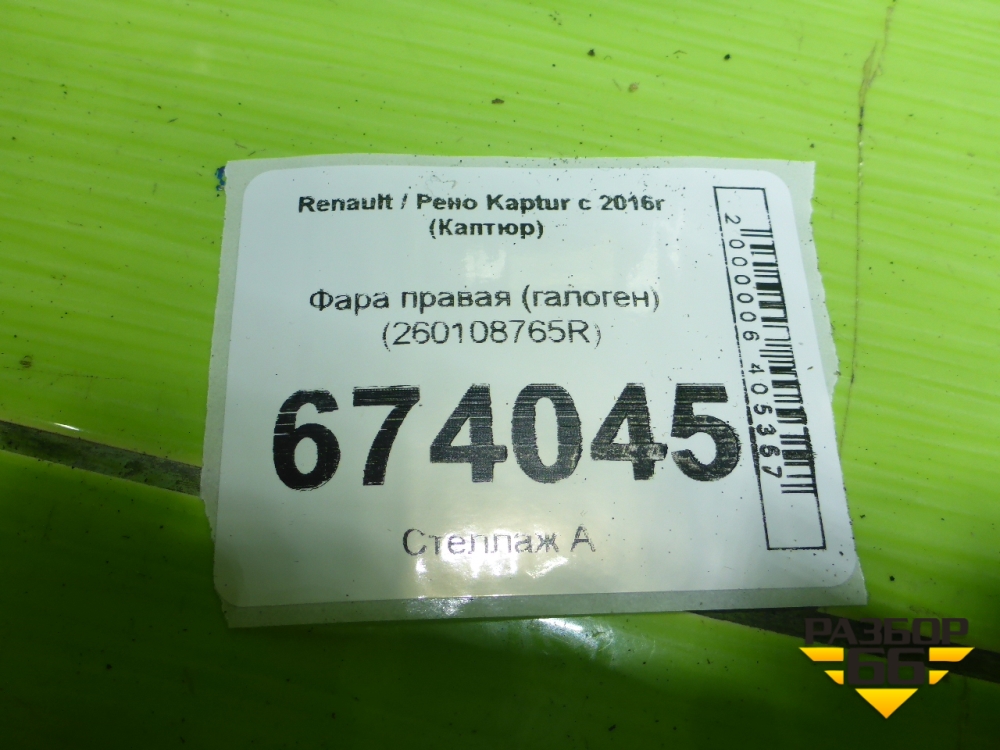 Renault / Рено Kaptur с 2016г
(Каптюр)
Фара правая (галоген)
(260108765R)
674045
Стеллаж А
2000006405367
РАЗБОР
66